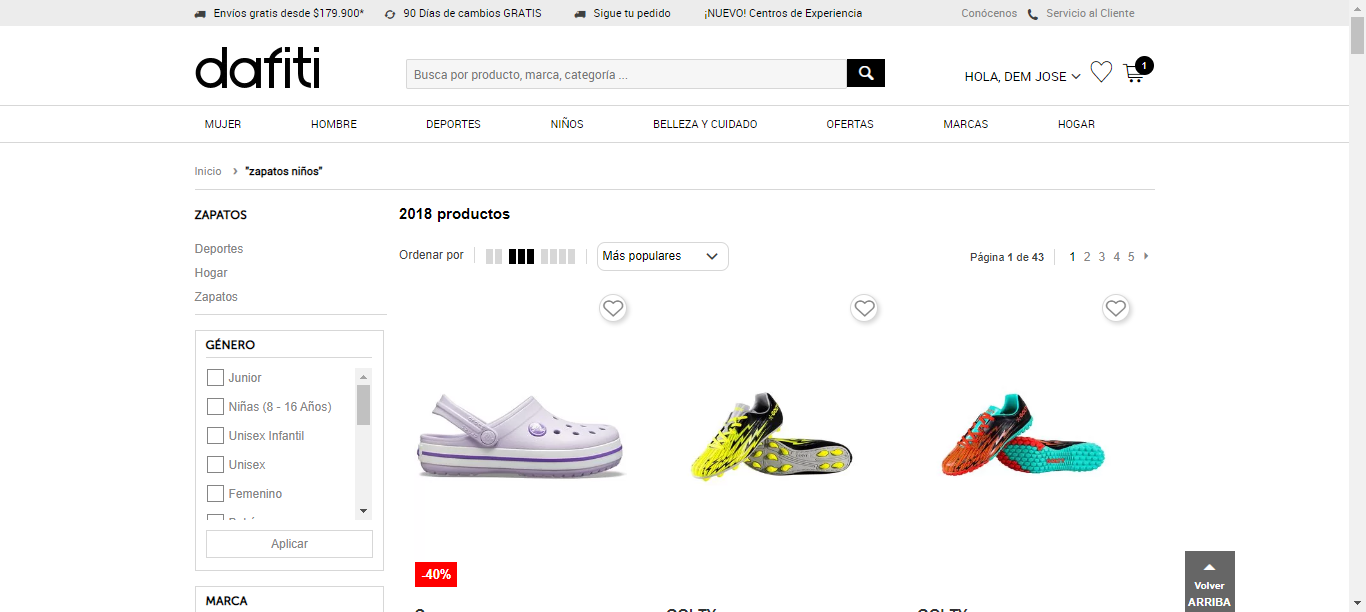 Envíos gratis desde $179.900* 90 Días de cambios GRATIS Sigue tu pedido ¡NUEVO! Centros de Experiencia Conócenos Servicio al Cliente
dafiti
Busca por producto, marca, categoría ...
HOLA, DEM JOSE
1
MUJER HOMBRE DEPORTES NIÑOS BELLEZA Y CUIDADO OFERTAS MARCAS HOGAR
Inicio › "zapatos niños"
ZAPATOS
Deportes
Hogar
Zapatos
GÉNERO
Junior
Niñas (8 - 16 Años)
Unisex Infantil
Unisex
Femenino
Aplicar
MARCA
2018 productos
Ordenar por
Más populares
Página 1 de 43
1 2 3 4 5
-40%
Volver
ARRIBA